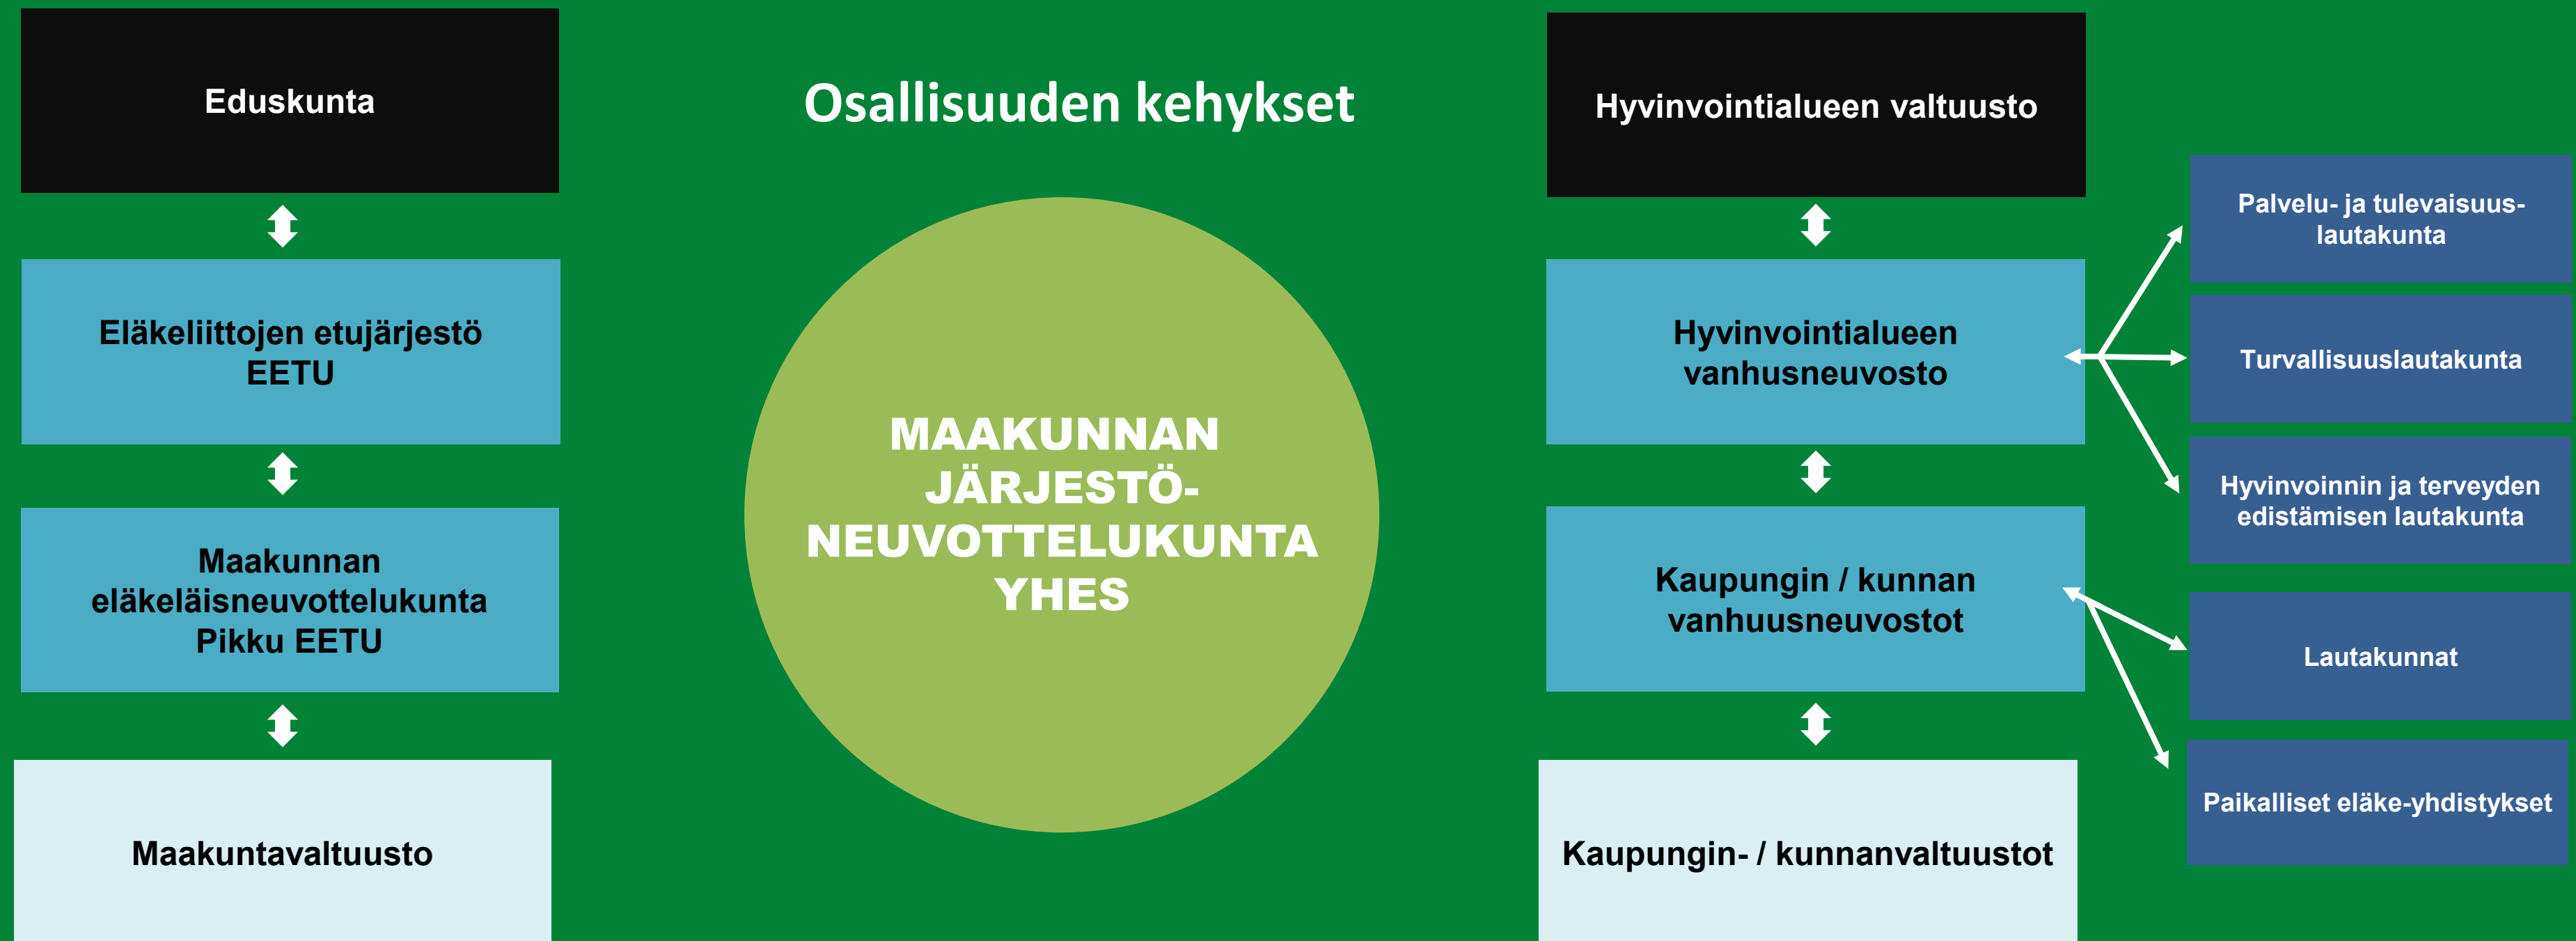 Osallisuuden kehykset
Eduskunta
Eläkeliittojen etujärjestö
EETU
Maakunnan
eläkeläisneuvottelukunta
Pikku EETU
Maakuntavaltuusto
MAAKUNNAN
JÄRJESTÖ-
NEUVOTTELUKUNTA
YHES
Hyvinvointialueen valtuusto
Hyvinvointialueen
vanhusneuvosto
Kaupungin / kunnan
vanhuusneuvostot
Kaupungin- / kunnanvaltuustot
Palvelu- ja tulevaisuus-
lautakunta
Turvallisuuslautakunta
Hyvinvoinnin ja terveyden
edistämisen lautakunta
Lautakunnat
Paikalliset eläke-yhdistykset